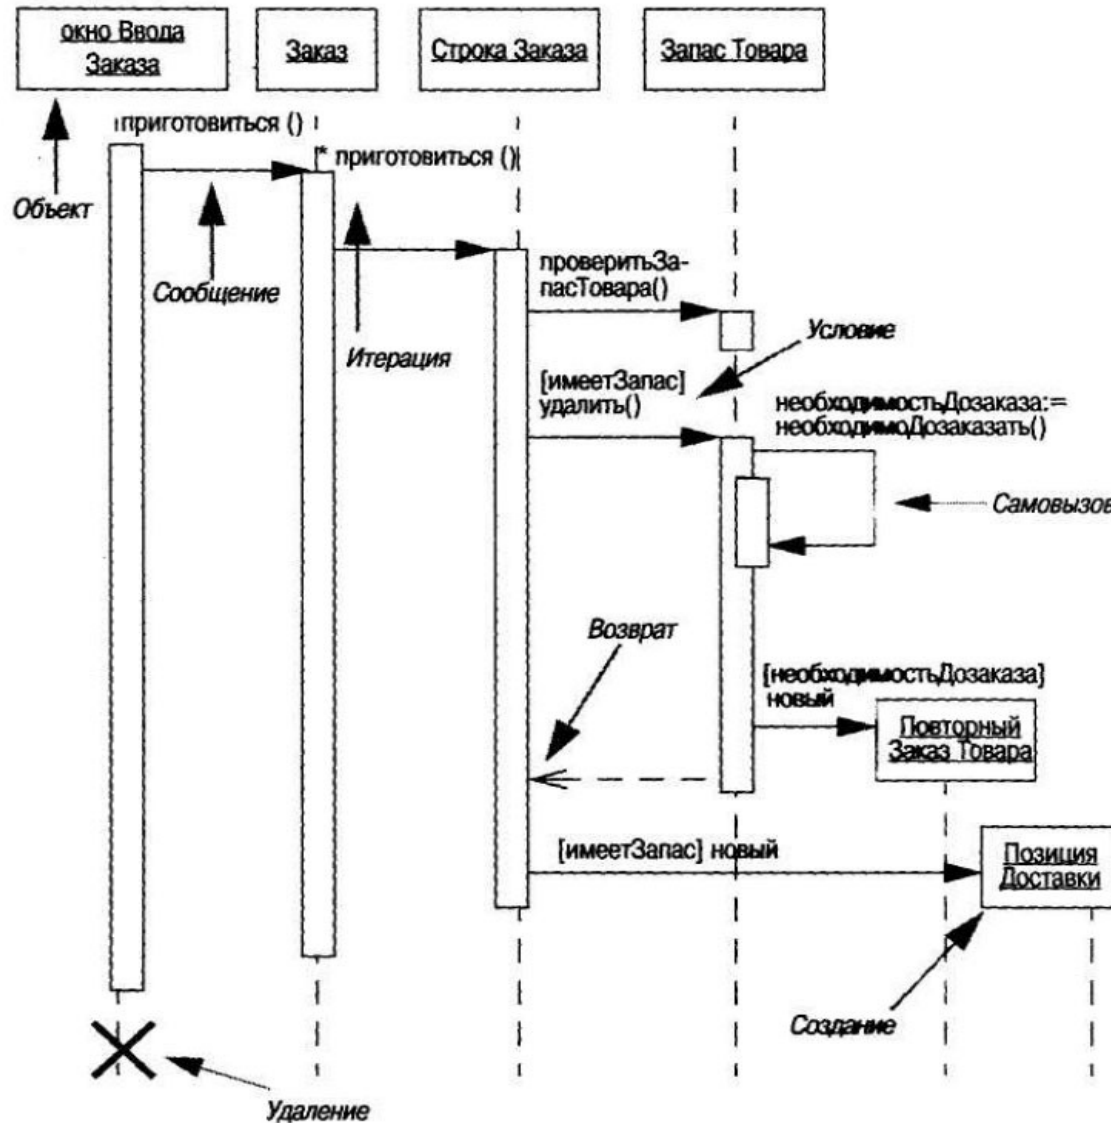 окно Ввода
Заказа
Заказ
Строка Заказа
Запас Товара
приготовиться ()
* приготовиться ()
Объект
Сообщение
Итерация
проверитьЗа-
пасТовара()
Условие
[имеетЗапас]
удалить()
необходимостьДозаказа:=
необходимоДозаказать()
Самовызов
Возврат
[необходимостьДозаказа]
новый
Повторный
Заказ Товара
[имеетЗапас] новый
Позиция
Доставки
Создание
Удаление